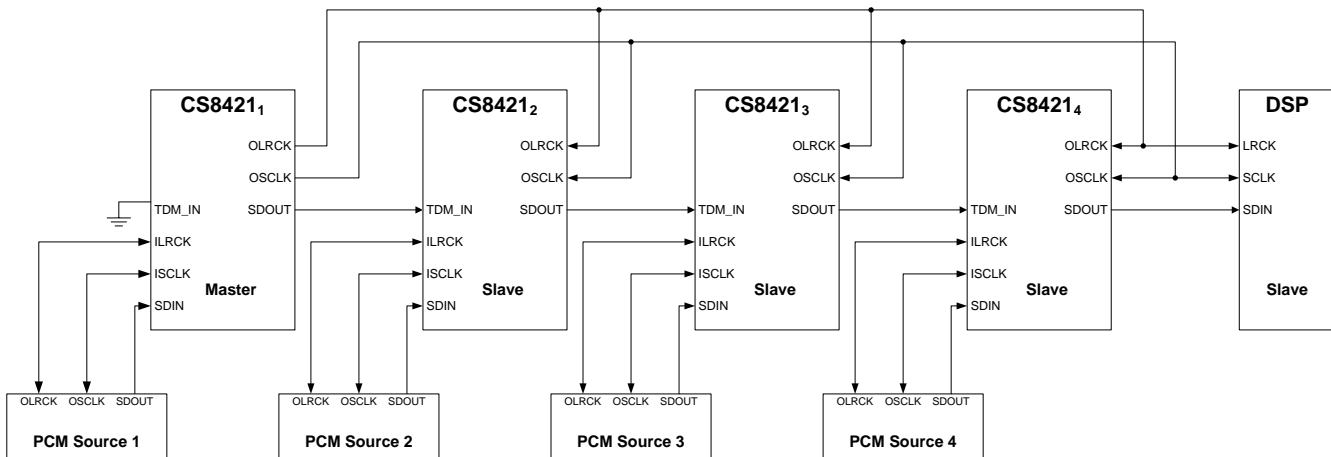 CS8421₁
OLRCK
OSCLK
TDM_IN
SDOUT
ILRCK
ISCLK
Master
SDIN
CS8421₂
OLRCK
OSCLK
TDM_IN
SDOUT
ILRCK
ISCLK
Slave
SDIN
CS8421₃
OLRCK
OSCLK
TDM_IN
SDOUT
ILRCK
ISCLK
Slave
SDIN
CS8421₄
OLRCK
OSCLK
TDM_IN
SDOUT
ILRCK
ISCLK
Slave
SDIN
DSP
LRCK
SCLK
SDIN
Slave
OLRCK OSCLK SDOUT
PCM Source 1
OLRCK OSCLK SDOUT
PCM Source 2
OLRCK OSCLK SDOUT
PCM Source 3
OLRCK OSCLK SDOUT
PCM Source 4